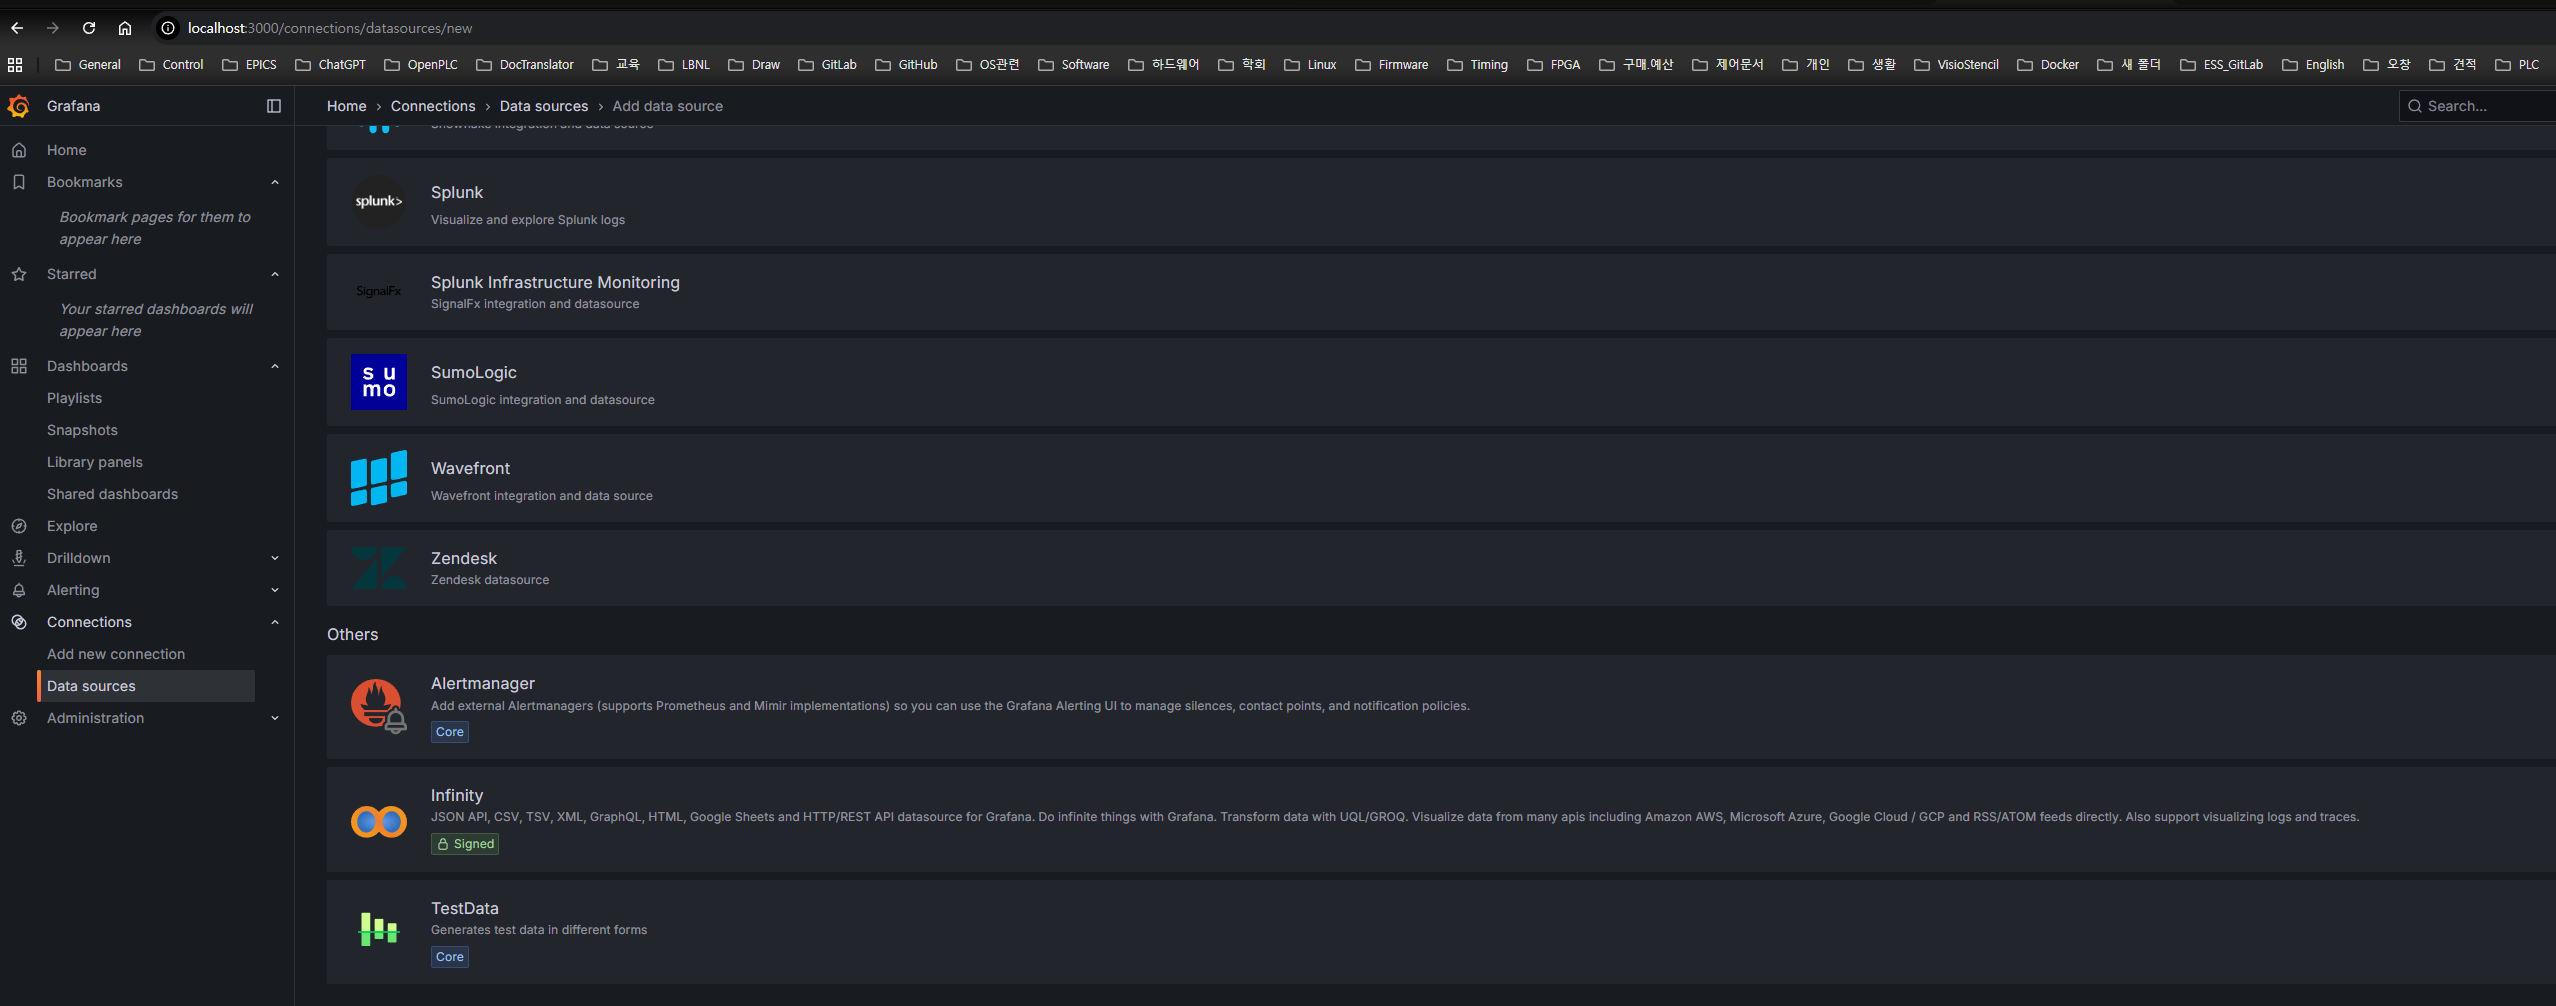 localhost:3000/connections/datasources/new
General Control EPICS ChatGPT OpenPLC DocTranslator 교육 LBNL Draw GitLab GitHub OS관련 Software 하드웨어 학회 Linux Firmware Timing FPGA 구매.예산 제어문서 개인 생활 VisioStencil Docker 새 폴더 ESS_GitLab English 오창 견적 PLC
Grafana
Home › Connections › Data sources › Add data source
Search...
Home
Bookmarks
Bookmark pages for them to
appear here
Starred
Your starred dashboards will
appear here
Dashboards
Playlists
Snapshots
Library panels
Shared dashboards
Explore
Drilldown
Alerting
Connections
Add new connection
Data sources
Administration
Snowflake integration and data source
splunk>
Splunk
Visualize and explore Splunk logs
SignalFx
Splunk Infrastructure Monitoring
SignalFx integration and datasource
su
mo
SumoLogic
SumoLogic integration and datasource
Wavefront
Wavefront integration and data source
Zendesk
Zendesk datasource
Others
Alertmanager
Add external Alertmanagers (supports Prometheus and Mimir implementations) so you can use the Grafana Alerting UI to manage silences, contact points, and notification policies.
Core
Infinity
JSON API, CSV, TSV, XML, GraphQL, HTML, Google Sheets and HTTP/REST API datasource for Grafana. Do infinite things with Grafana. Transform data with UQL/GROQ. Visualize data from many apis including Amazon AWS, Microsoft Azure, Google Cloud / GCP and RSS/ATOM feeds directly. Also support visualizing logs and traces.
Signed
TestData
Generates test data in different forms
Core